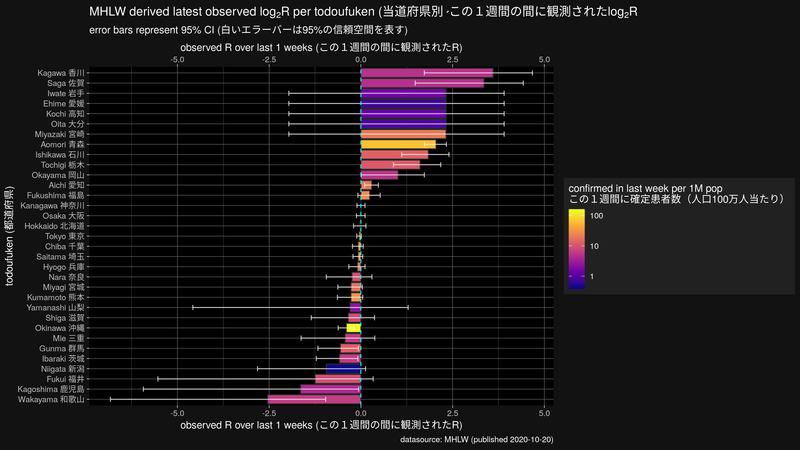 MHLW derived latest observed log2R per todoufuken (当道府県別 -この１週間の間に観測されたlog2R
error bars represent 95% CI (白いエラーバーは95%の信頼空間を表す)
observed R over last 1 weeks (この１週間の間に観測されたR)
-5.0 -2.5 0.0 2.5 5.0
todoufuken (都道府県)
Kagawa 香川
Saga 佐賀
Iwate 岩手
Ehime 愛媛
Kochi 高知
Oita 大分
Miyazaki 宮崎
Aomori 青森
Ishikawa 石川
Tochigi 栃木
Okayama 岡山
Aichi 愛知
Fukushima 福島
Kanagawa 神奈川
Osaka 大阪
Hokkaido 北海道
Tokyo 東京
Chiba 千葉
Saitama 埼玉
Hyogo 兵庫
Nara 奈良
Miyagi 宮城
Kumamoto 熊本
Yamanashi 山梨
Shiga 滋賀
Okinawa 沖縄
Mie 三重
Gunma 群馬
Ibaraki 茨城
Niigata 新潟
Fukui 福井
Kagoshima 鹿児島
Wakayama 和歌山
-5.0 -2.5 0.0 2.5 5.0
observed R over last 1 weeks (この１週間の間に観測されたR)
confirmed in last week per 1M pop
この１週間に確定患者数（人口100万人当たり）
100
10
1
datasource: MHLW (published 2020-10-20)